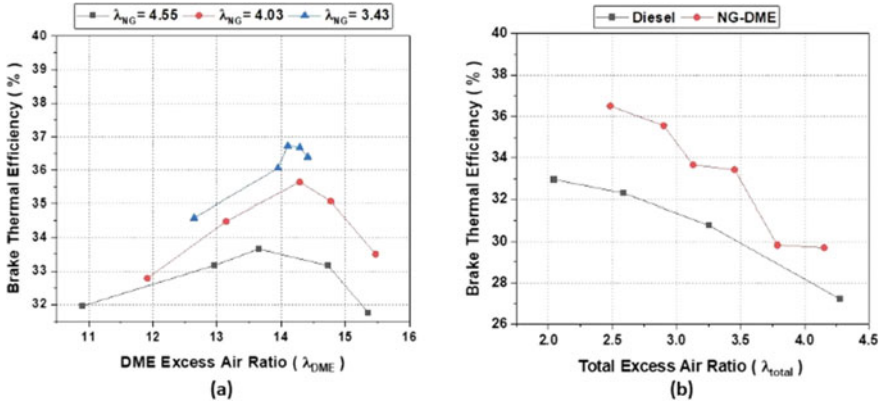 λNG = 4.55 λNG = 4.03 λNG = 3.43
40
39
38
37
36
35
34
33
32
Brake Thermal Efficiency ( % )
11 12 13 14 15 16
DME Excess Air Ratio ( λDME )
(a)
Diesel NG-DME
40
38
36
33
32
30
28
26
Brake Thermal Efficiency ( % )
2.0 2.5 3.0 3.5 4.0 4.5
Total Excess Air Ratio ( λtotal )
(b)